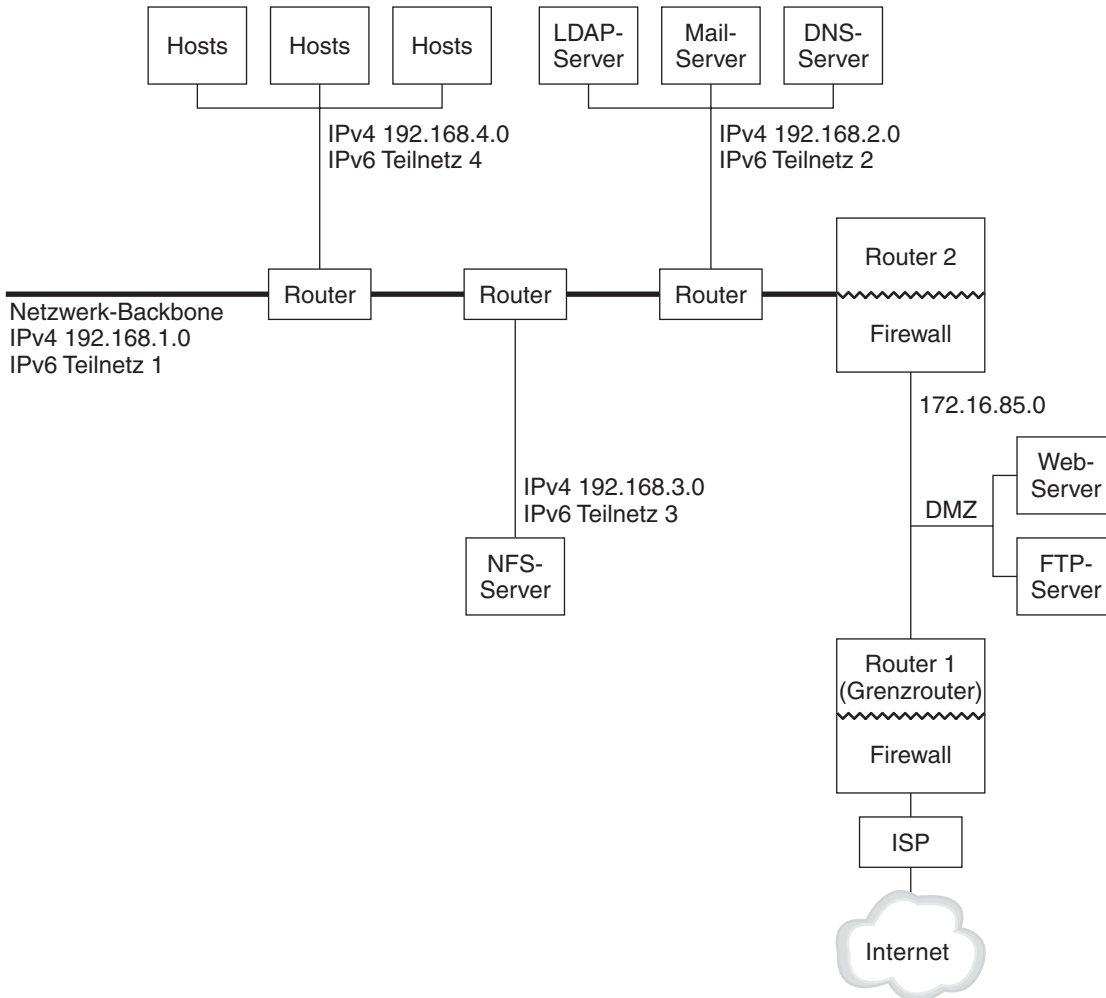 Hosts
Hosts
Hosts
LDAP-
Server
Mail-
Server
DNS-
Server
IPv4 192.168.4.0
IPv6 Teilnetz 4
IPv4 192.168.2.0
IPv6 Teilnetz 2
Router
Router
Router
Router 2
Firewall
Netzwerk-Backbone
IPv4 192.168.1.0
IPv6 Teilnetz 1
172.16.85.0
Web-
Server
DMZ
FTP-
Server
IPv4 192.168.3.0
IPv6 Teilnetz 3
NFS-
Server
Router 1
(Grenzrouter)
Firewall
ISP
Internet